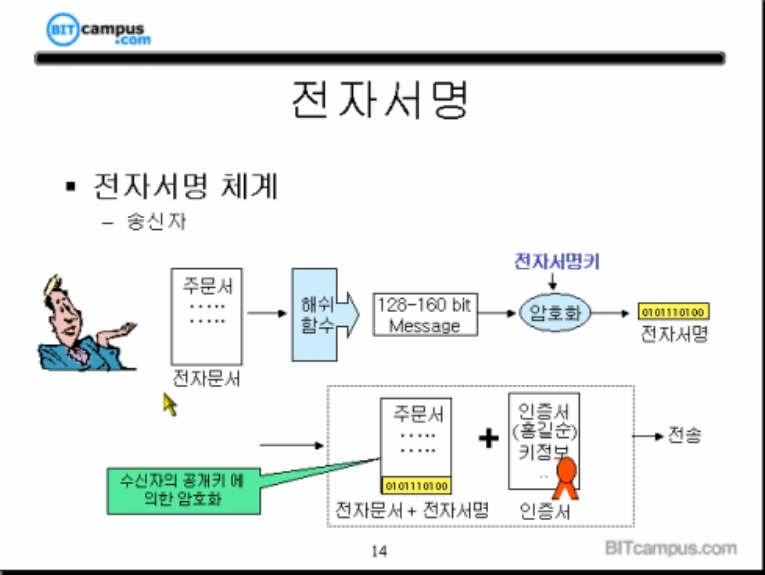 BIT campus
.com
전자서명
▪ 전자서명 체계
– 송신자
전자서명키
주문서
.....
.....
해쉬
함수
128-160 bit
Message
암호화
0101110100
전자서명
전자문서
주문서
.....
.....
0101110100
+
인증서
(홍길순)
키정보
..
전송
수신자의 공개키 에
의한 암호화
전자문서 + 전자서명
인증서
14
BITcampus.com